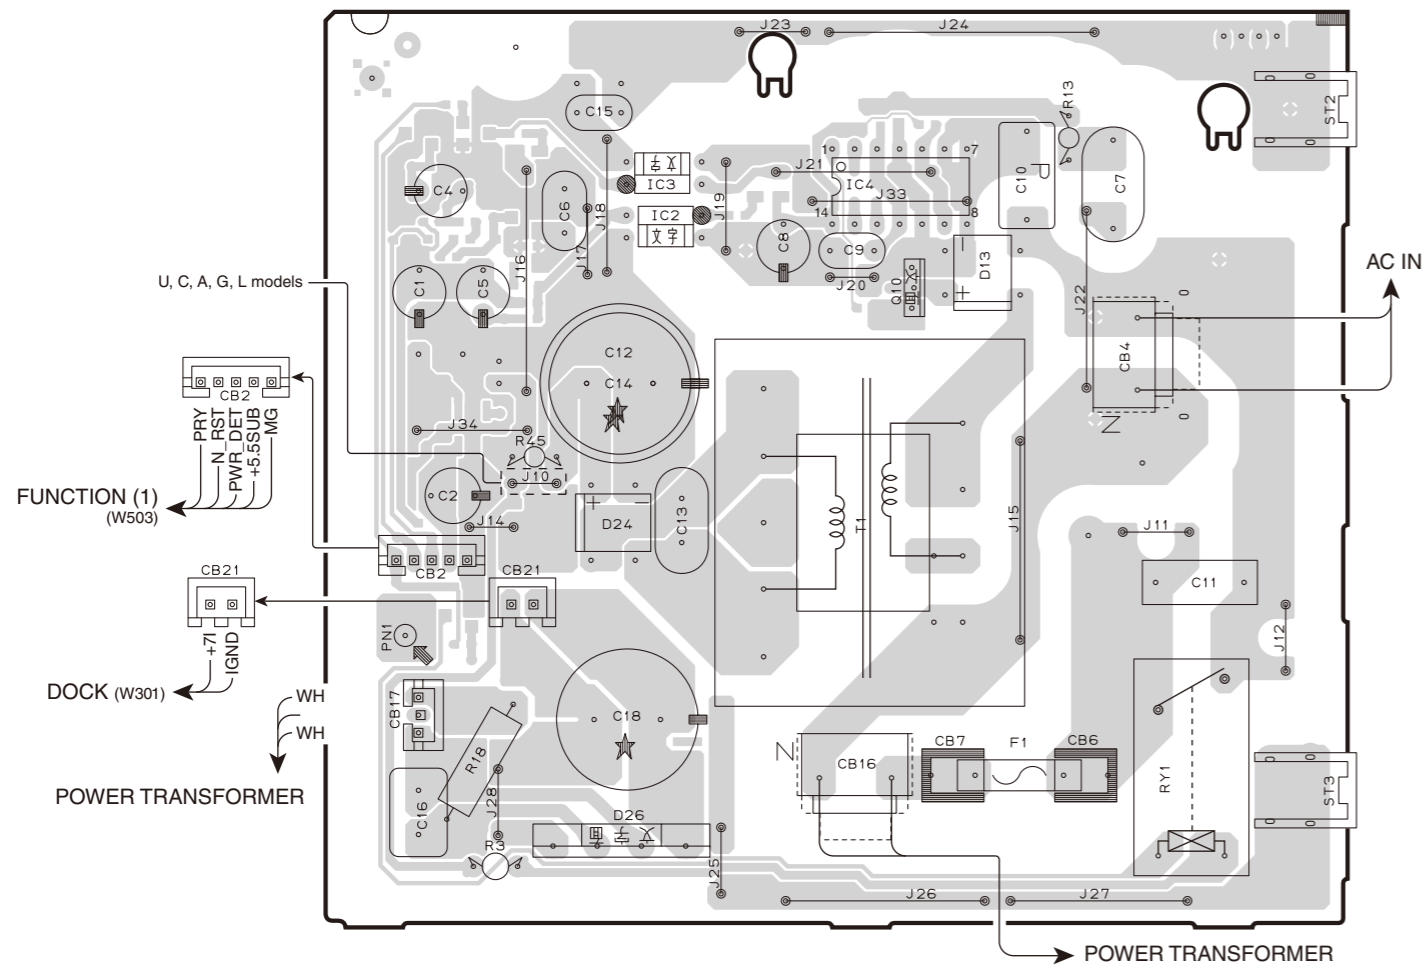 J23
J24
R13
ST2
C15
1
7
J21
IC3
IC4
J33
14
8
C10
P
C7
C4
C6
J18
J19
IC2
文字
C8
C9
J17
J16
J20
D13
Q10
J22
AC IN
U, C, A, G, L models
C1
C5
C12
C14
CB4
N
CB2
PRY
N_RST
PWR_DET
+5.5SUB
MG
FUNCTION (1)
(W503)
J34
R45
J10
C2
J14
D24
C13
T1
J15
J11
C11
J12
CB2
CB21
CB21
+7I
IGND
DOCK (W301)
PN1
WH
WH
POWER TRANSFORMER
CB17
R18
C18
C16
J28
R3
D26
J25
N
CB16
CB7
F1
CB6
RY1
ST3
J26
J27
POWER TRANSFORMER